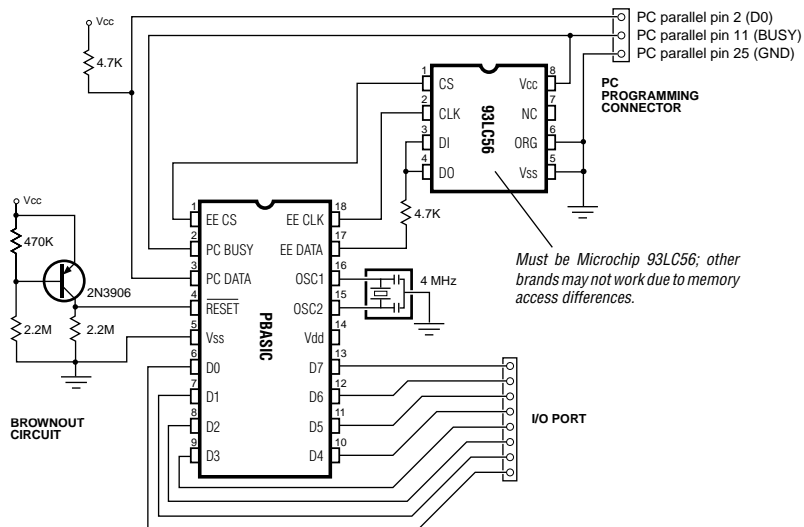 Vcc
4.7K
PC parallel pin 2 (D0)
PC parallel pin 11 (BUSY)
PC parallel pin 25 (GND)
PC
PROGRAMMING
CONNECTOR
93LC56
1
CS
2
CLK
3
DI
4
DO
8
Vcc
7
NC
6
ORG
5
Vss
4.7K
Must be Microchip 93LC56; other
brands may not work due to memory
access differences.
Vcc
470K
2N3906
2.2M
2.2M
BROWNOUT
CIRCUIT
PBASIC
1
EE CS
2
PC BUSY
3
PC DATA
4
RESET
5
Vss
6
D0
7
D1
8
D2
9
D3
18
EE CLK
17
EE DATA
16
OSC1
15
OSC2
14
Vdd
13
D7
12
D6
11
D5
10
D4
4 MHz
I/O PORT